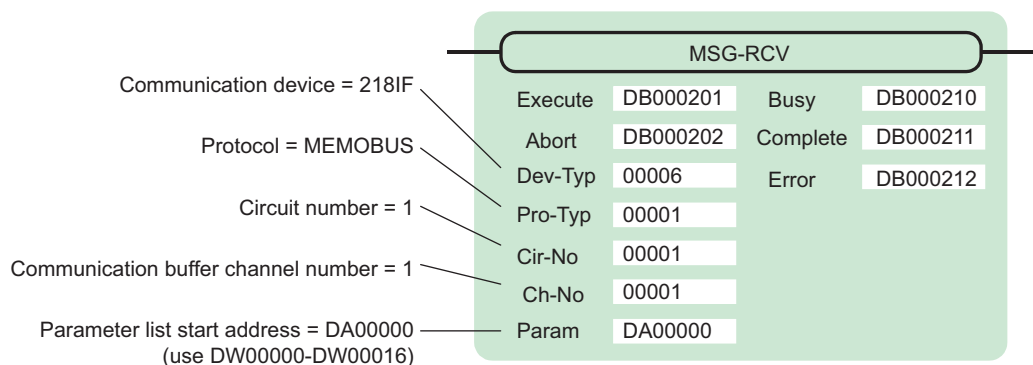 MSG-RCV
Communication device = 218IF
Protocol = MEMOBUS
Circuit number = 1
Communication buffer channel number = 1
Parameter list start address = DA00000
(use DW00000-DW00016)
Execute DB000201 Busy DB000210
Abort DB000202 Complete DB000211
Dev-Typ 00006 Error DB000212
Pro-Typ 00001
Cir-No 00001
Ch-No 00001
Param DA00000